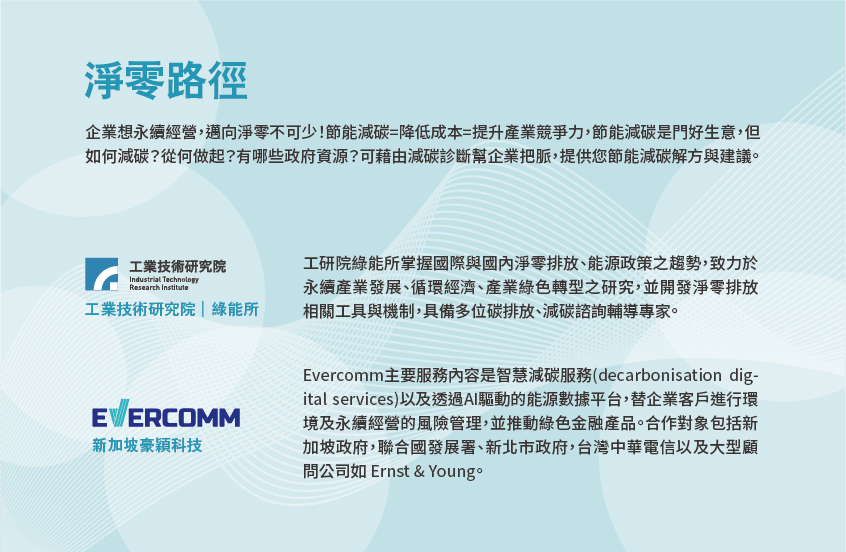 淨零路徑
企業想永續經營，邁向淨零不可少！節能減碳=降低成本=提升產業競爭力，節能減碳是門好生意，但
如何減碳？從何做起？有哪些政府資源？可藉由減碳診斷幫企業把脈，提供您節能減碳解方與建議。
工業技術研究院
Industrial Technology
Research Institute
工業技術研究院｜綠能所
工研院綠能所掌握國際與國內淨零排放、能源政策之趨勢，致力於
永續產業發展、循環經濟、產業綠色轉型之研究，並開發淨零排放
相關工具與機制，具備多位碳排放、減碳諮詢輔導專家。
EVERCOMM
新加坡豪穎科技
Evercomm主要服務內容是智慧減碳服務(decarbonisation dig-
ital services)以及透過AI驅動的能源數據平台，替企業客戶進行環
境及永續經營的風險管理，並推動綠色金融產品。合作對象包括新
加坡政府，聯合國發展署、新北市政府，台灣中華電信以及大型顧
問公司如 Ernst & Young。